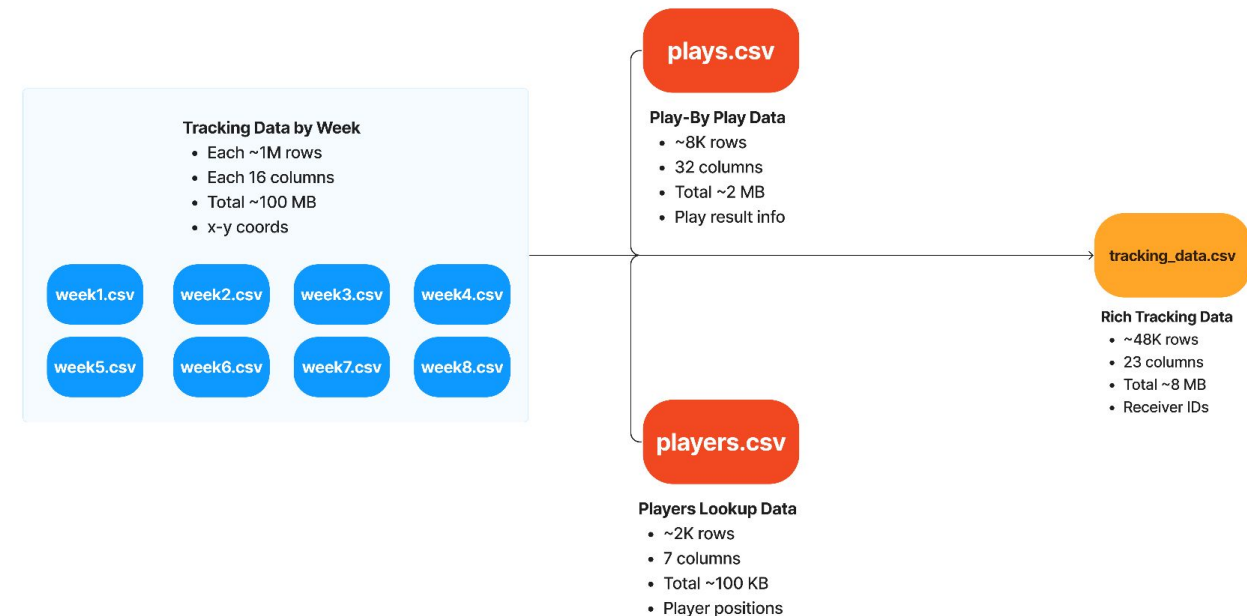 Tracking Data by Week
• Each ~1M rows
• Each 16 columns
• Total ~100 MB
• x-y coords
week1.csv
week2.csv
week3.csv
week4.csv
week5.csv
week6.csv
week7.csv
week8.csv
plays.csv
Play-By Play Data
• ~8K rows
• 32 columns
• Total ~2 MB
• Play result info
players.csv
Players Lookup Data
• ~2K rows
• 7 columns
• Total ~100 KB
• Player positions
tracking_data.csv
Rich Tracking Data
• ~48K rows
• 23 columns
• Total ~8 MB
• Receiver IDs